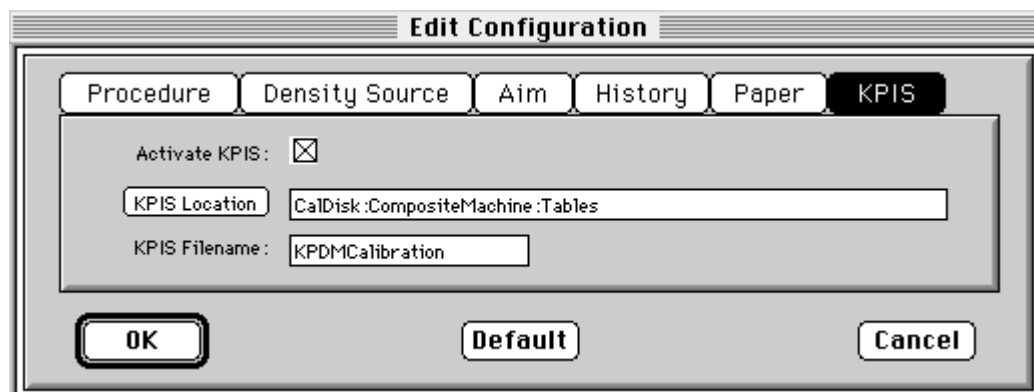 Edit Configuration
Procedure Density Source Aim History Paper KPIS
Activate KPIS:
KPIS Location CalDisk:CompositeMachine:Tables
KPIS Filename: KPDMCalibration
OK Default Cancel